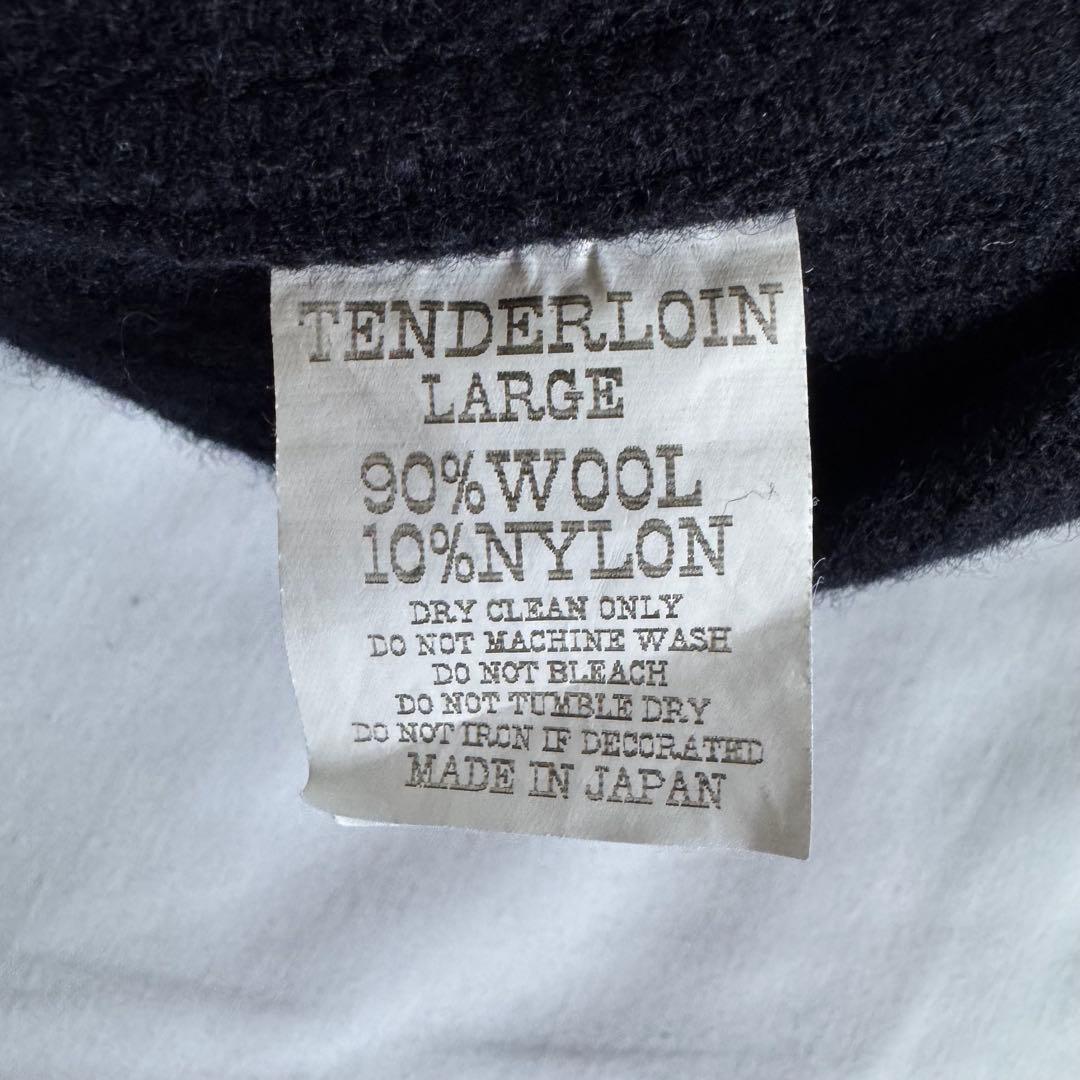 TENDERLOIN
LARGE
90%WOOL
10%NYLON
DRY CLEAN ONLY
DO NOT MACHINE WASH
DO NOT BLEACH
DO NOT TUMBLE DRY
DO NOT IRON IF DECORATED
MADE IN JAPAN